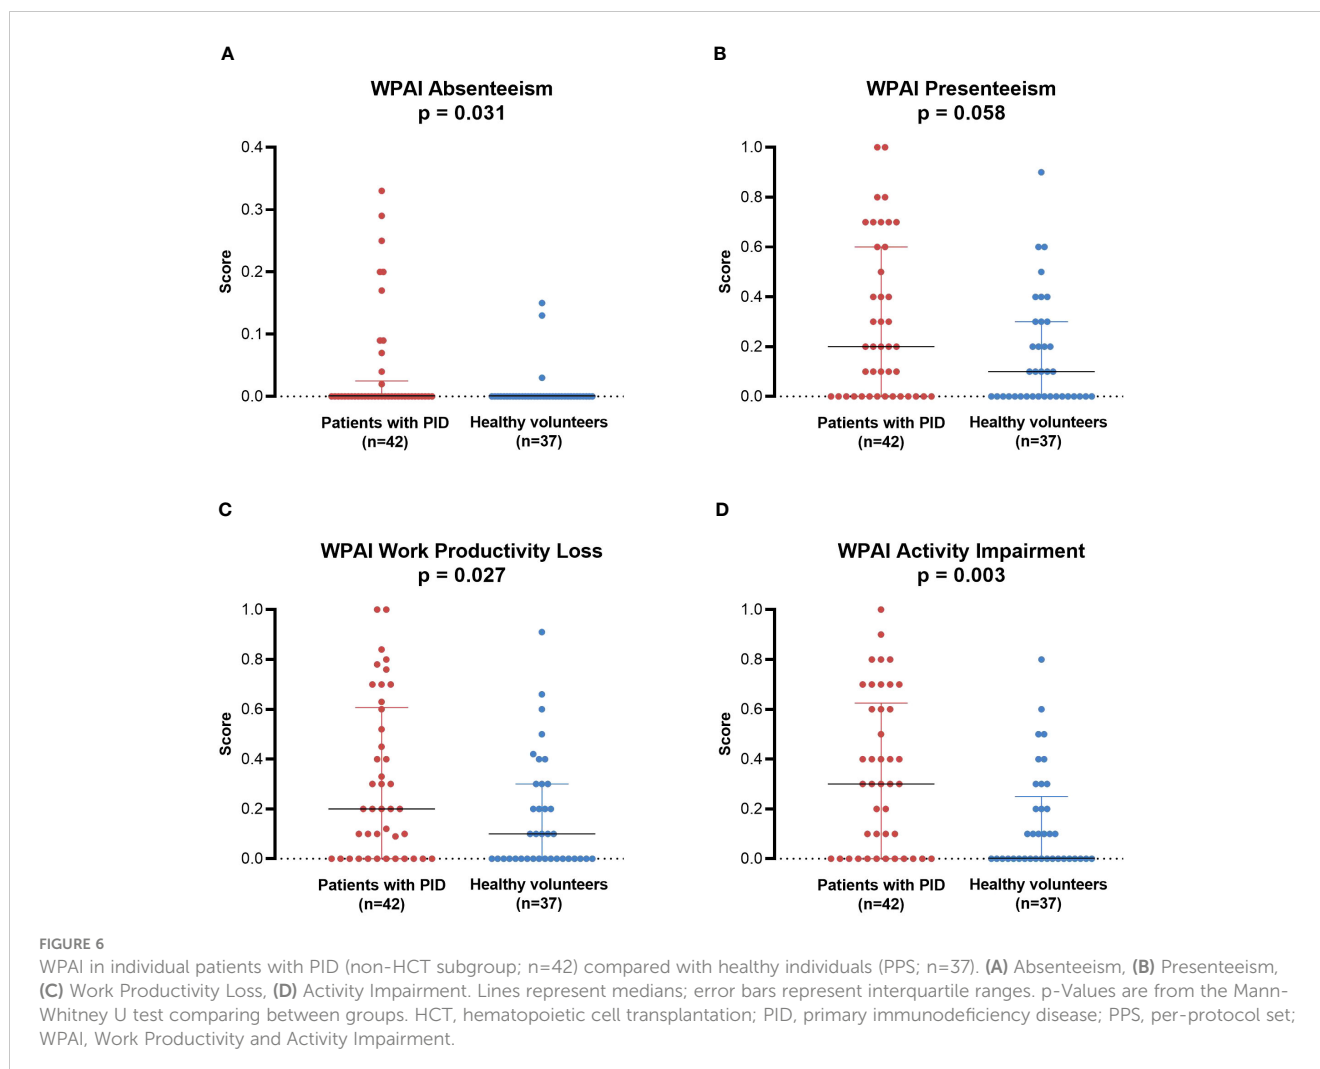 A
WPAI Absenteeism
p = 0.031
Score
0.4
0.3
0.2
0.1
0.0
Patients with PID
(n=42)
Healthy volunteers
(n=37)
B
WPAI Presenteeism
p = 0.058
Score
1.0
0.8
0.6
0.4
0.2
0.0
Patients with PID
(n=42)
Healthy volunteers
(n=37)
C
WPAI Work Productivity Loss
p = 0.027
Score
1.0
0.8
0.6
0.4
0.2
0.0
Patients with PID
(n=42)
Healthy volunteers
(n=37)
D
WPAI Activity Impairment
p = 0.003
Score
1.0
0.8
0.6
0.4
0.2
0.0
Patients with PID
(n=42)
Healthy volunteers
(n=37)
FIGURE 6
WPAI in individual patients with PID (non-HCT subgroup; n=42) compared with healthy individuals (PPS; n=37). (A) Absenteeism, (B) Presenteeism,
(C) Work Productivity Loss, (D) Activity Impairment. Lines represent medians; error bars represent interquartile ranges. p-Values are from the Mann-
Whitney U test comparing between groups. HCT, hematopoietic cell transplantation; PID, primary immunodeficiency disease; PPS, per-protocol set;
WPAI, Work Productivity and Activity Impairment.